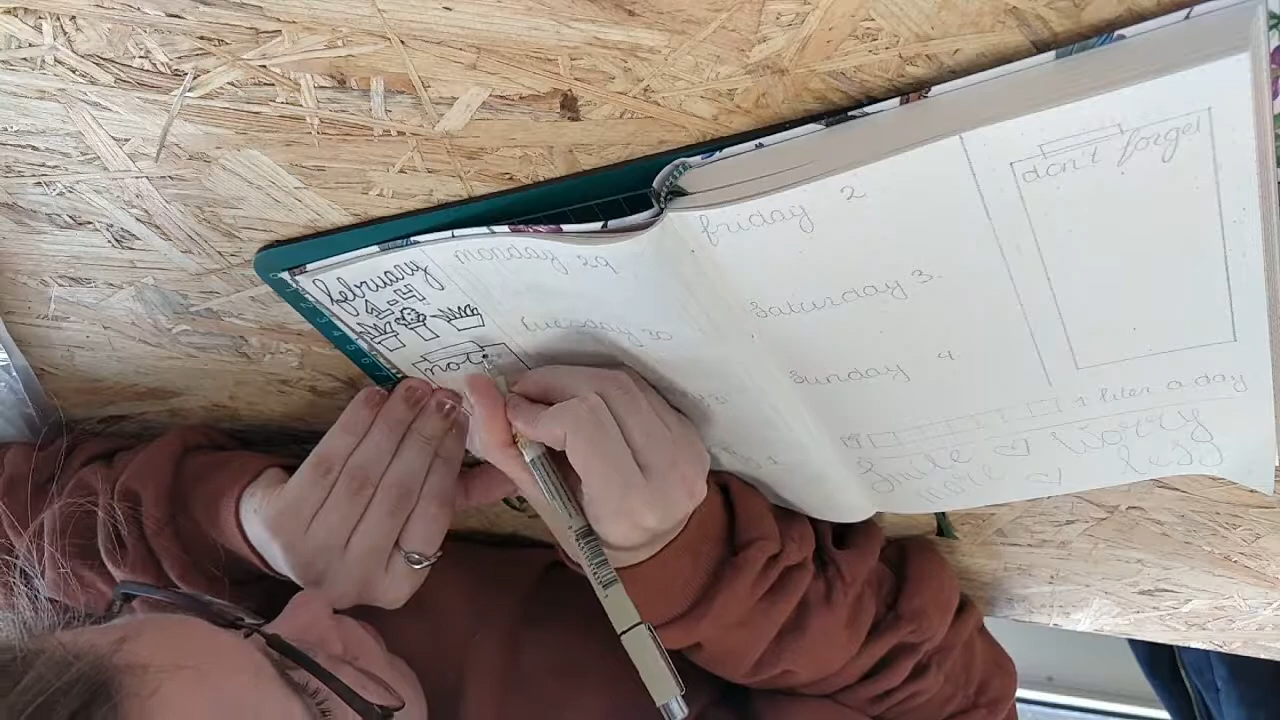 february
1-4
monday 29
tuesday 30
friday 2
saturday 3
sunday 4
don't forget
1 liter a day
Smile ♡ worry
more ♡ less